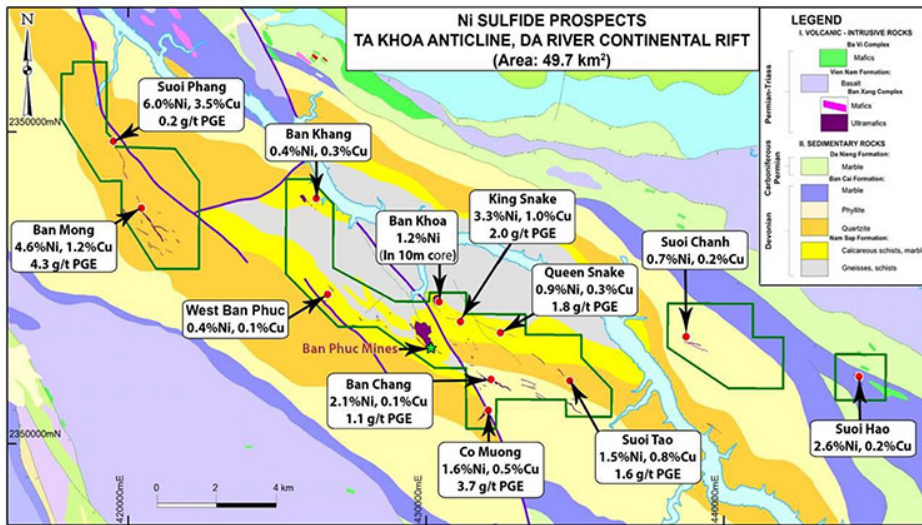 Ni SULFIDE PROSPECTS
TA KHOA ANTICLINE, DA RIVER CONTINENTAL RIFT
(Area: 49.7 km²)
N
LEGEND
I. VOLCANIC - INTRUSIVE ROCKS
Ba Vi Complex
Mafics
Vien Nam Formation:
Basalt
Ban Xang Complex
Mafics
Ultramafics
II. SEDIMENTARY ROCKS
Da Nieng Formation:
Marble
Ban Cai Formation:
Marble
Phyllite
Quartzite
Nam Sap Formation:
Calcareous schists, marbl
Gneisses, schists
Permian-Triass
Carboniferous
Permian
Devonian
Suoi Phang
6.0%Ni, 3.5%Cu
0.2 g/t PGE
Ban Khang
0.4%Ni, 0.3%Cu
Ban Mong
4.6%Ni, 1.2%Cu
4.3 g/t PGE
Ban Khoa
1.2%Ni
(In 10m core)
King Snake
3.3%Ni, 1.0%Cu
2.0 g/t PGE
Suoi Chanh
0.7%Ni, 0.2%Cu
Queen Snake
0.9%Ni, 0.3%Cu
1.8 g/t PGE
West Ban Phuc
0.4%Ni, 0.1%Cu
Ban Phuc Mines
Ban Chang
2.1%Ni, 0.1%Cu
1.1 g/t PGE
Co Muong
1.6%Ni, 0.5%Cu
3.7 g/t PGE
Suoi Tao
1.5%Ni, 0.8%Cu
1.6 g/t PGE
Suoi Hao
2.6%Ni, 0.2%Cu
2350000mN
2350000mN
0 2 4 km
420000mE
430000mE
440000mE